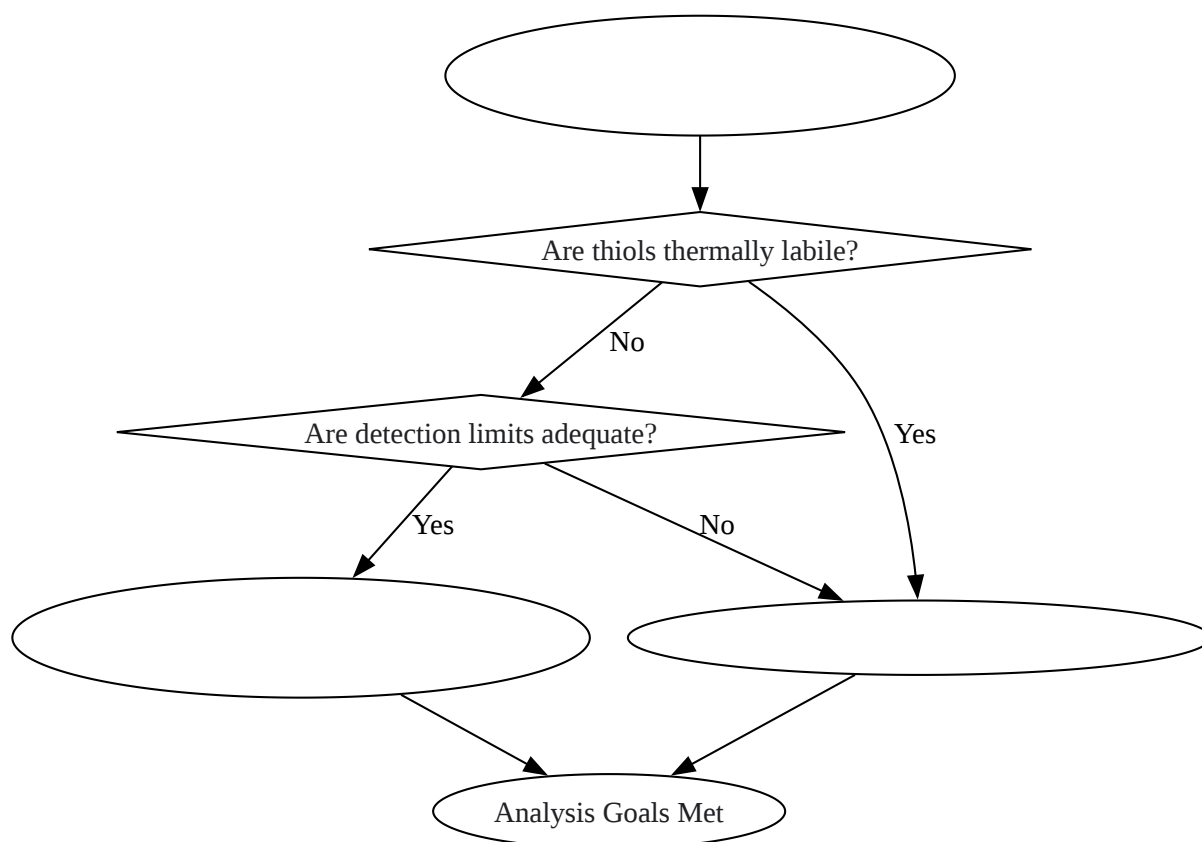 Are thiols thermally labile?
No
Are detection limits adequate?
Yes
Yes
No
Analysis Goals Met